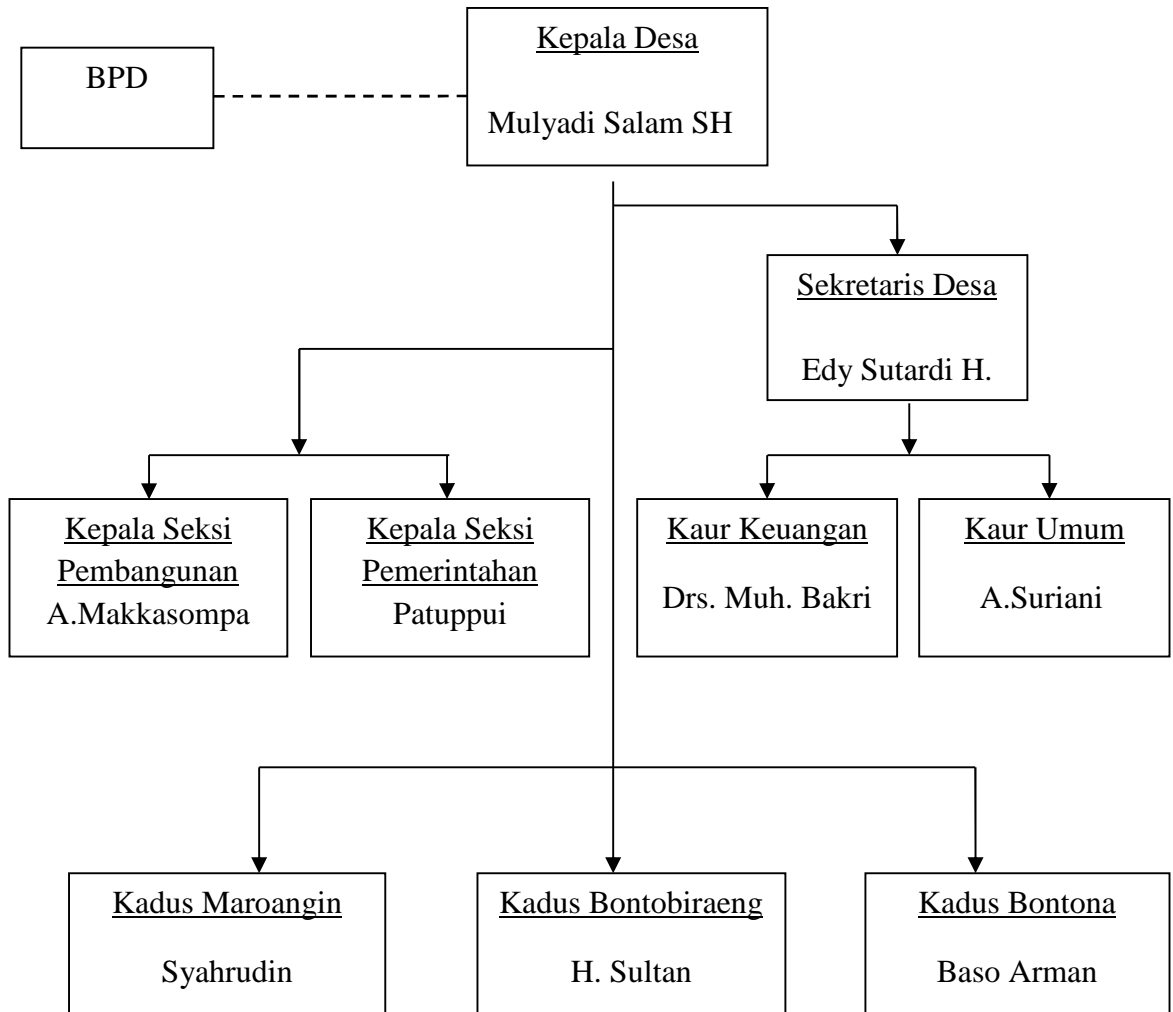 Kepala Desa
Mulyadi Salam SH
BPD
Sekretaris Desa
Edy Sutardi H.
Kepala Seksi
Pembangunan
A.Makkasompa
Kepala Seksi
Pemerintahan
Patuppui
Kaur Keuangan
Drs. Muh. Bakri
Kaur Umum
A.Suriani
Kadus Maroangin
Syahrudin
Kadus Bontobiraeng
H. Sultan
Kadus Bontona
Baso Arman